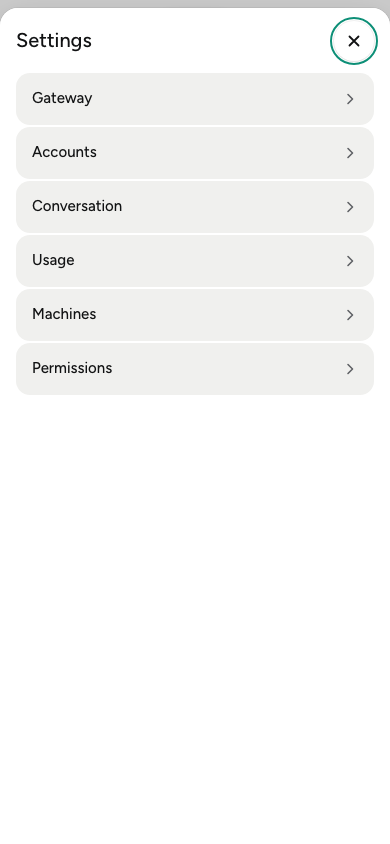 Settings
Gateway
Accounts
Conversation
Usage
Machines
Permissions